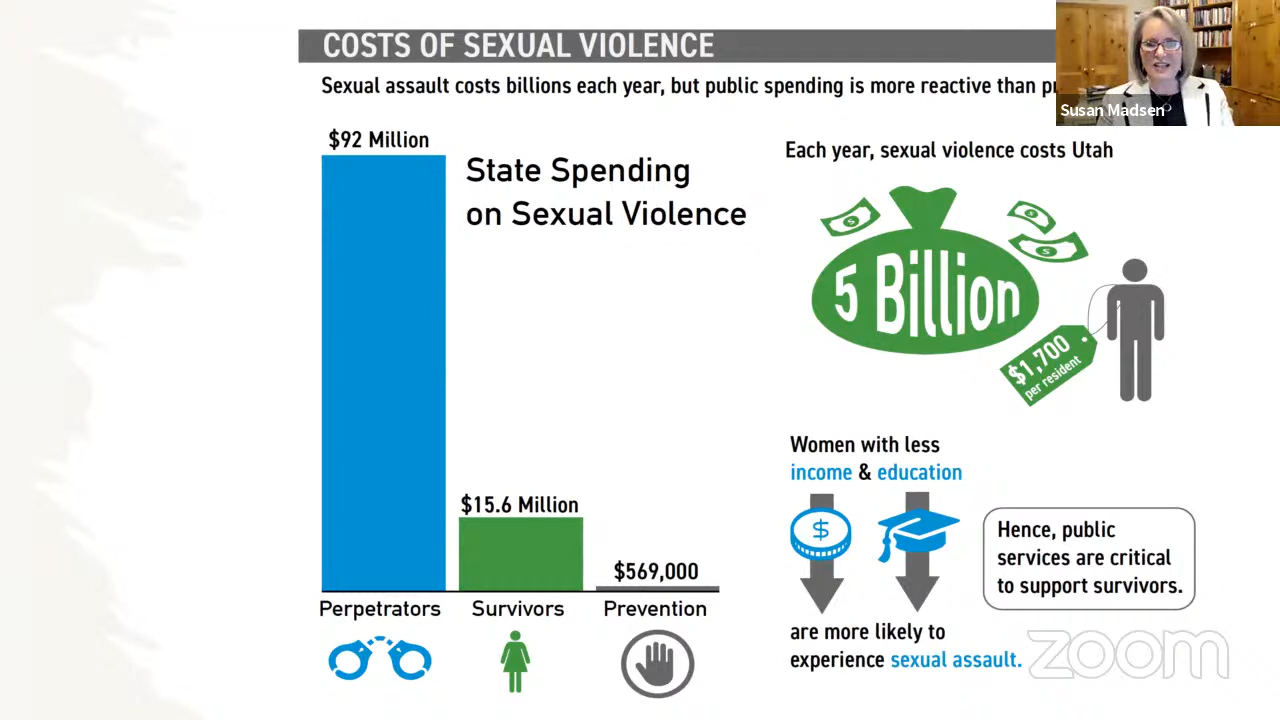 COSTS OF SEXUAL VIOLENCE
Sexual assault costs billions each year, but public spending is more reactive than
Susan Madsen
$92 Million
State Spending
on Sexual Violence
$15.6 Million
$569,000
Perpetrators
Survivors
Prevention
Each year, sexual violence costs Utah
5 Billion
$1,700
per resident
Women with less
income & education
$
Hence, public
services are critical
to support survivors.
are more likely to
experience sexual assault.
zoom